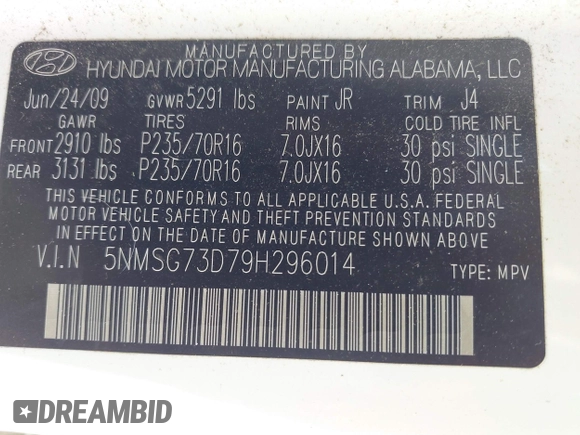 MANUFACTURED BY
HYUNDAI MOTOR MANUFACTURING ALABAMA, LLC
Jun/24/09 GVWR 5291 lbs PAINT JR TRIM J4
GAWR TIRES RIMS COLD TIRE INFL
FRONT 2910 lbs P235/70R16 7.0JX16 30 psi SINGLE
REAR 3131 lbs P235/70R16 7.0JX16 30 psi SINGLE
THIS VEHICLE CONFORMS TO ALL APPLICABLE U.S.A. FEDERAL
MOTOR VEHICLE SAFETY AND THEFT PREVENTION STANDARDS
IN EFFECT ON THE DATE OF MANUFACTURE SHOWN ABOVE.
V.I.N 5NMSG73D79H296014 TYPE: MPV
DREAMBID